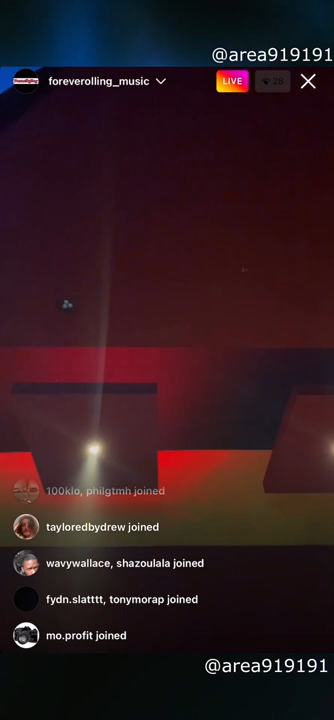 @area919191
foreverolling_music
LIVE
28
100klo, philgtmh joined
tayloredbydrew joined
wavywallace, shazoulala joined
fydn.slatttt, tonymorap joined
mo.profit joined
@area919191